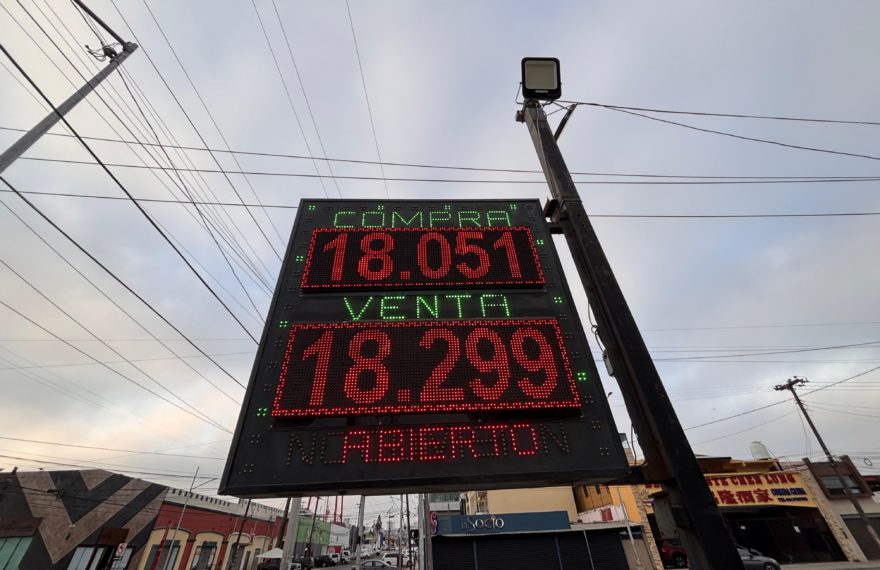 COMPRA
18.051
VENTA
18.299
ABIERTO
SOCIO